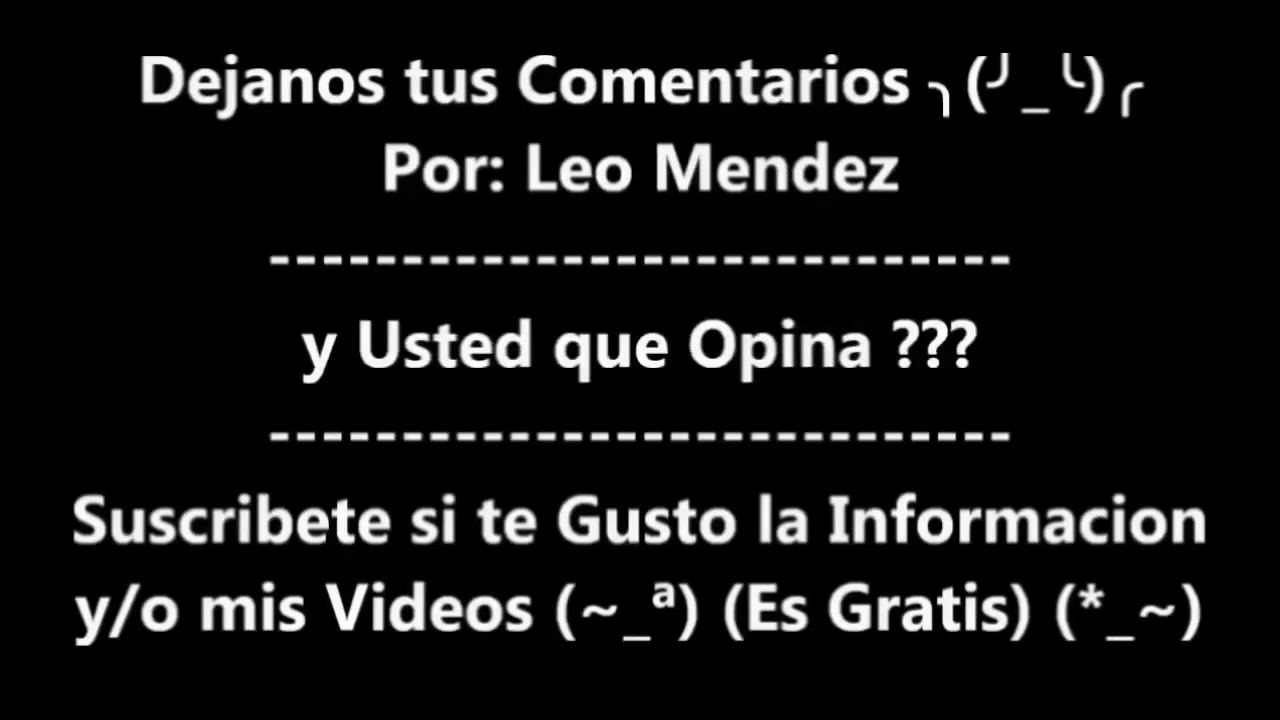 Dejanos tus Comentarios ╮(╯_╰)╭
Por: Leo Mendez
----------------------------
y Usted que Opina ???
----------------------------
Suscribete si te Gusto la Informacion
y/o mis Videos (~_ª) (Es Gratis) (*_~)